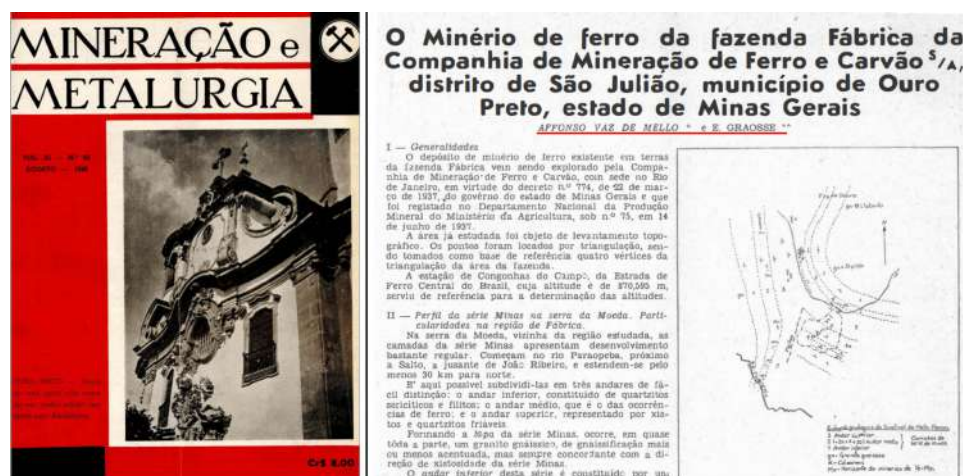 MINERAÇÃO e
METALURGIA
AGOSTO
Cr$ 8,00
O Minério de ferro da fazenda Fábrica da
Companhia de Mineração de Ferro e Carvão S/A,
distrito de São Julião, município de Ouro
Preto, estado de Minas Gerais
AFFONSO VAZ DE MELLO * e E. GRAOSSE **
I — Generalidades
O depósito de minério de ferro existente em terras
da fazenda Fábrica vem sendo explorado pela Compa-
nhia de Mineração de Ferro e Carvão, com sede no Rio
de Janeiro, em virtude do decreto n.º 774, de 22 de mar-
ço de 1937, do govêrno do estado de Minas Gerais e que
foi registado no Departamento Nacional da Produção
Mineral do Ministério da Agricultura, sob n.º 75, em 14
de junho de 1937.
A área já estudada foi objeto de levantamento topo-
gráfico. Os pontos foram locados por triangulação, sen-
do tomados como base de referência quatro vértices da
triangulação da área da fazenda.
A estação de Congonhas do Campo, da Estrada de
Ferro Central do Brasil, cuja altitude é de 870,595 m,
serviu de referência para a determinação das altitudes.
II — Perfil da série Minas na serra da Moeda. Parti-
cularidades na região de Fábrica.
Na serra da Moeda, vizinha da região estudada, as
camadas da série Minas apresentam desenvolvimento
bastante regular. Começam no rio Paraopeba, próximo
a Salto, a jusante de João Ribeiro, e estendem-se pelo
menos 30 km para norte.
E' aqui possível subdividi-las em três andares de fá-
cil distinção: o andar inferior, constituído de quartzitos
sericíticos e filitos; o andar médio, que é o das ocorrên-
cias de ferro; e o andar superior, representado por xis-
tos e quartzitos friáveis.
Formando a lapa da série Minas, ocorre, em quase
tôda a parte, um granito gnáissico, de gnaissificação mais
ou menos acentuada, mas sempre concordante com a di-
reção de xistosidade da série Minas.
O andar inferior desta série é constituído por un.